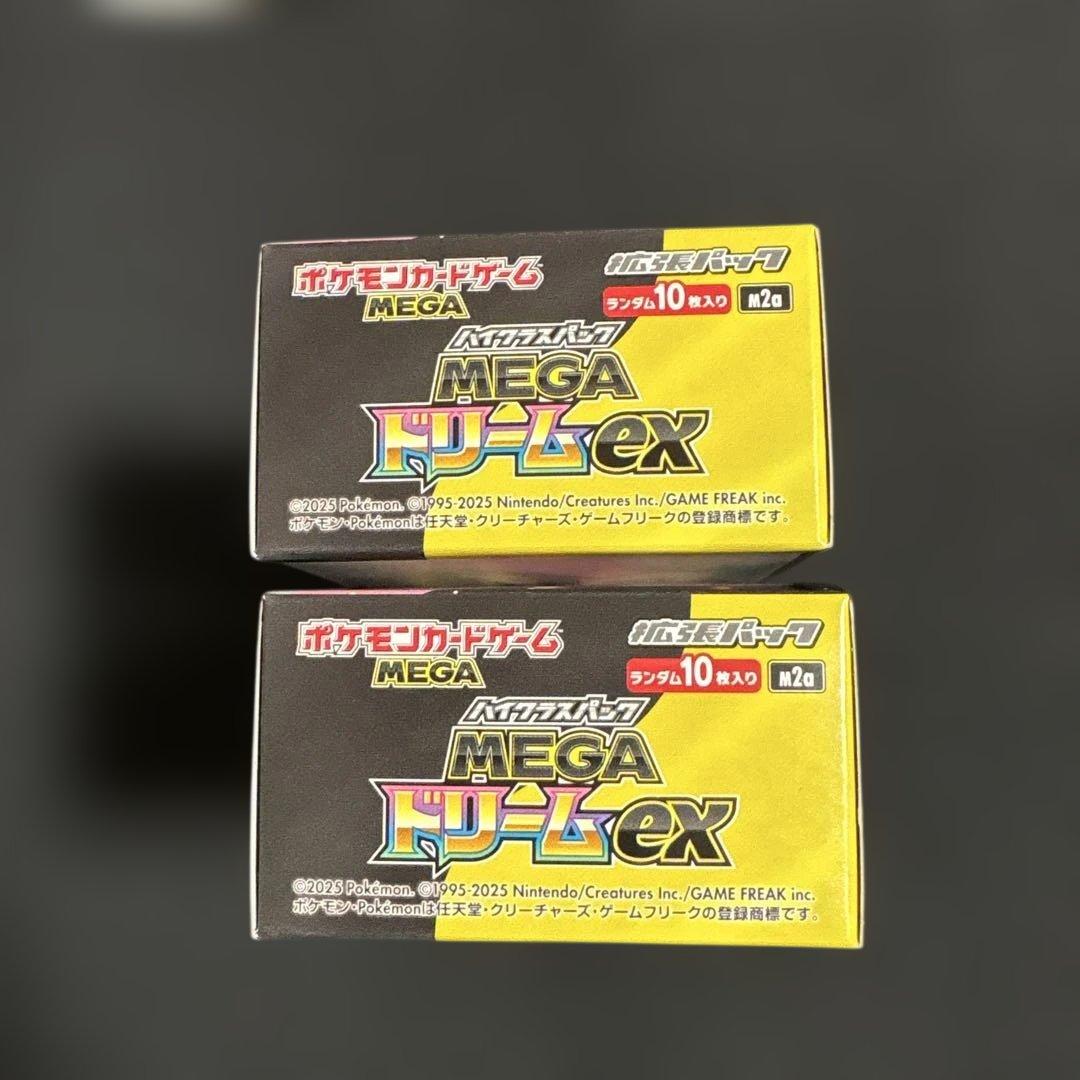 ポケモンカードゲーム
MEGA
拡張パック
ランダム10枚入り M2a
ハイクラスパック
MEGA
ドリームex
©2025 Pokémon. ©1995-2025 Nintendo/Creatures Inc./GAME FREAK inc.
ポケモン・Pokémonは任天堂・クリーチャーズ・ゲームフリークの登録商標です。
ポケモンカードゲーム
MEGA
拡張パック
ランダム10枚入り M2a
ハイクラスパック
MEGA
ドリームex
©2025 Pokémon. ©1995-2025 Nintendo/Creatures Inc./GAME FREAK inc.
ポケモン・Pokémonは任天堂・クリーチャーズ・ゲームフリークの登録商標です。